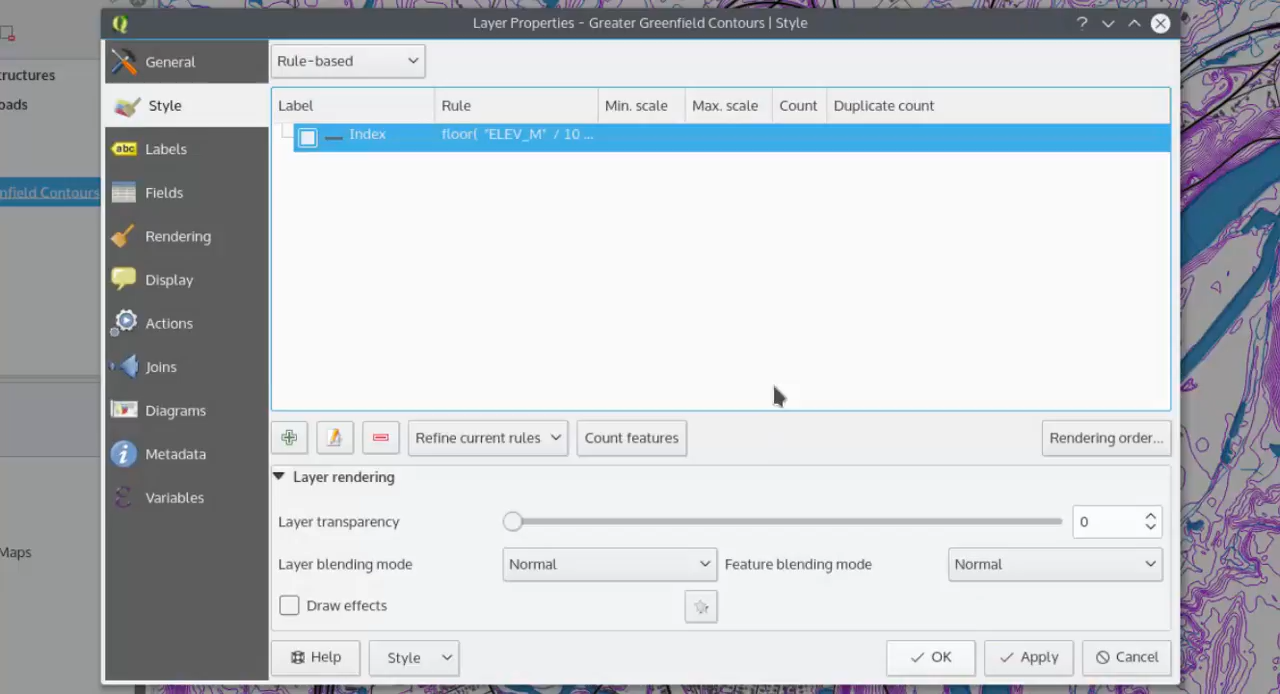 Layer Properties - Greater Greenfield Contours | Style
?
ructures
oads
nfield Contours
Maps
General
Style
abc Labels
Fields
Rendering
Display
Actions
Joins
Diagrams
Metadata
Variables
Rule-based
Label Rule Min. scale Max. scale Count Duplicate count
Index floor( "ELEV_M" / 10 ...
Refine current rules Count features Rendering order...
Layer rendering
Layer transparency 0
Layer blending mode Normal Feature blending mode Normal
Draw effects
Help Style OK Apply Cancel